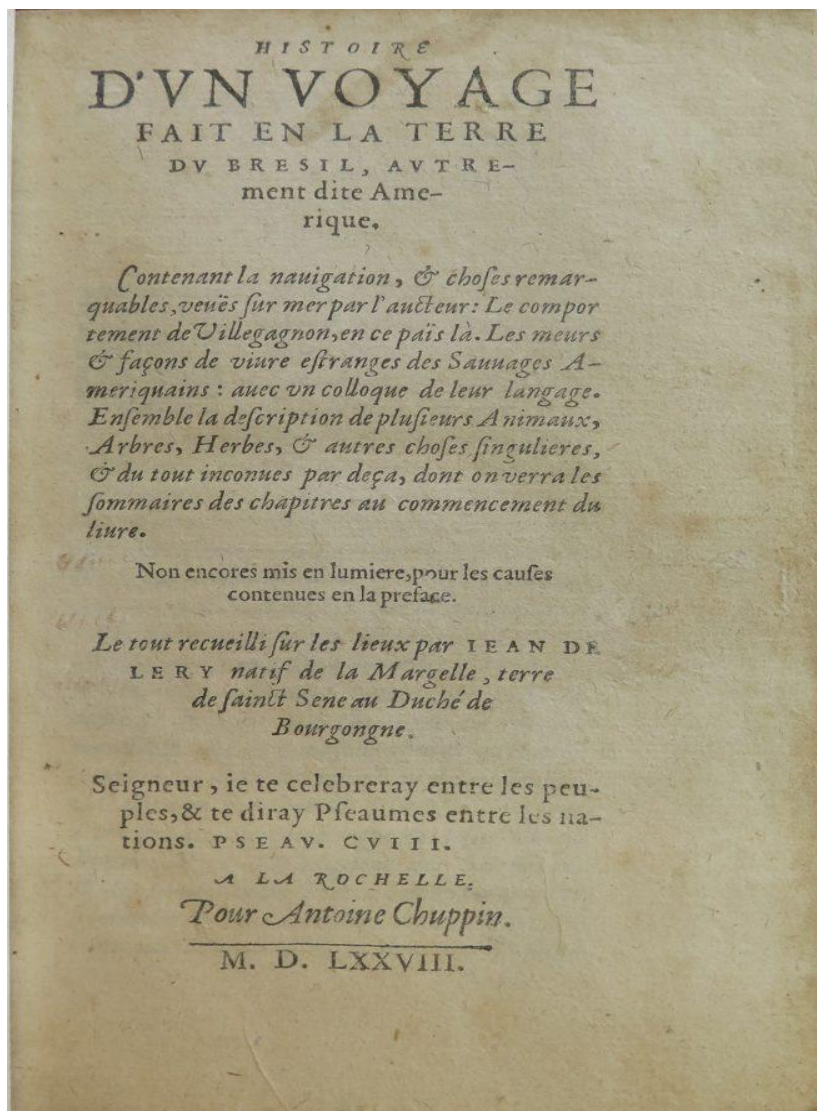 HISTOIRE
D'VN VOYAGE
FAIT EN LA TERRE
DV BRESIL, AVTRE-
ment dite Ame-
rique.
Contenant la nauigation, & choſes remar-
quables, veuës ſur mer par l'aucteur: Le compor
tement de Villegagnon, en ce païs là. Les meurs
& façons de viure eſtranges des Sauuages A-
meriquains: auec vn colloque de leur langage.
Enſemble la deſcription de pluſieurs Animaux,
Arbres, Herbes, & autres choſes ſingulieres,
& du tout inconues par deça, dont on verra les
ſommaires des chapitres au commencement du
liure.
Non encores mis en lumiere, pour les cauſes
contenues en la preface.
Le tout recueilli ſur les lieux par IEAN DE
LERY natif de la Margelle, terre
de ſainct Sene au Duché de
Bourgongne.
Seigneur, ie te celebreray entre les peu-
ples, & te diray Pſeaumes entre les na-
tions. PSEAV. CVIII.
A LA ROCHELLE.
Pour Antoine Chuppin.
M. D. LXXVIII.